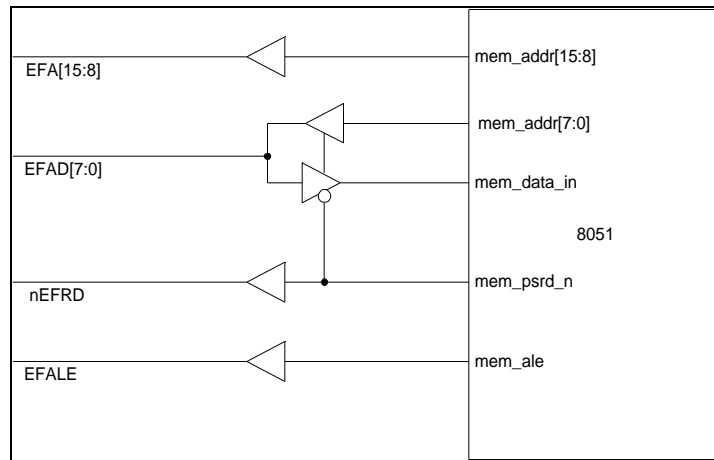 mem_addr[15:8]
EFA[15:8]
mem_addr[7:0]
EFAD[7:0]
mem_data_in
8051
mem_psrd_n
nEFRD
mem_ale
EFALE